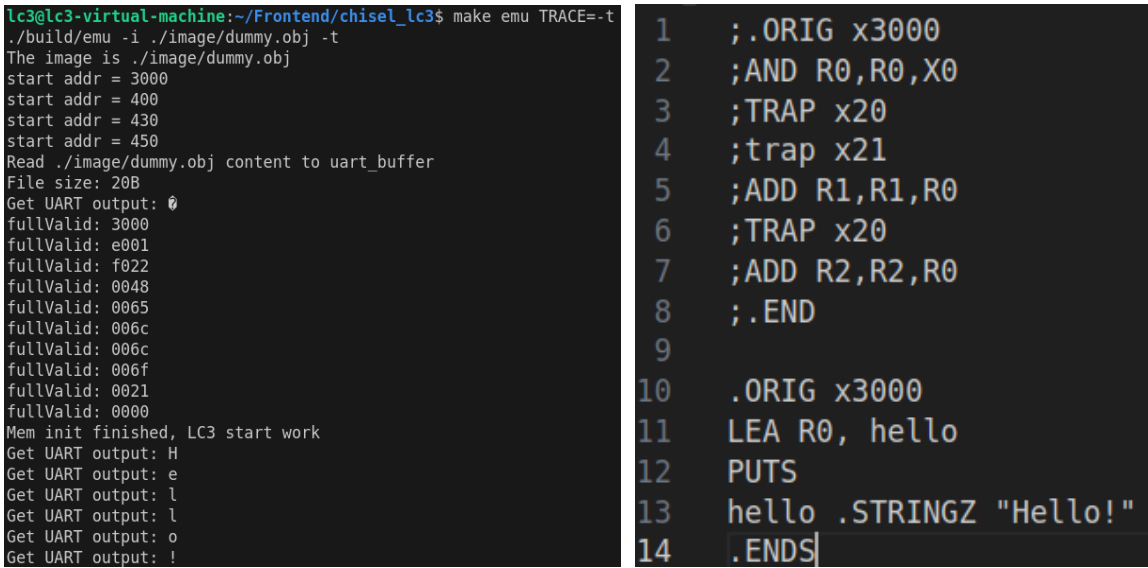 lc3@lc3-virtual-machine:~/Frontend/chisel_lc3$ make emu TRACE=-t
./build/emu -i ./image/dummy.obj -t
The image is ./image/dummy.obj
start addr = 3000
start addr = 400
start addr = 430
start addr = 450
Read ./image/dummy.obj content to uart_buffer
File size: 20B
Get UART output: �
fullValid: 3000
fullValid: e001
fullValid: f022
fullValid: 0048
fullValid: 0065
fullValid: 006c
fullValid: 006c
fullValid: 006f
fullValid: 0021
fullValid: 0000
Mem init finished, LC3 start work
Get UART output: H
Get UART output: e
Get UART output: l
Get UART output: l
Get UART output: o
Get UART output: !
1 ;.ORIG x3000
2 ;AND R0,R0,X0
3 ;TRAP x20
4 ;trap x21
5 ;ADD R1,R1,R0
6 ;TRAP x20
7 ;ADD R2,R2,R0
8 ;.END
9
10 .ORIG x3000
11 LEA R0, hello
12 PUTS
13 hello .STRINGZ "Hello!"
14 .ENDS